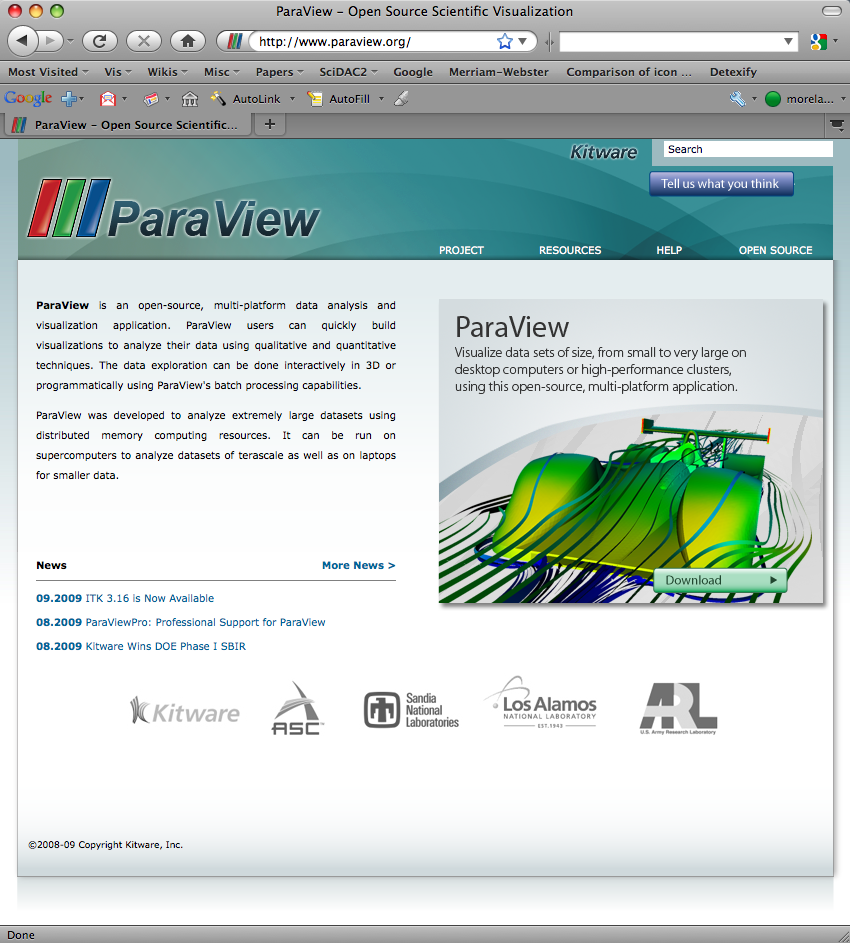 ParaView – Open Source Scientific Visualization
http://www.paraview.org/
Most Visited Vis Wikis Misc Papers SciDAC2 Google Merriam-Webster Comparison of icon ... Detexify
Google AutoLink AutoFill morela...
ParaView – Open Source Scientific...
Kitware Search
Tell us what you think
ParaView
PROJECT RESOURCES HELP OPEN SOURCE
ParaView is an open-source, multi-platform data analysis and
visualization application. ParaView users can quickly build
visualizations to analyze their data using qualitative and quantitative
techniques. The data exploration can be done interactively in 3D or
programmatically using ParaView's batch processing capabilities.
ParaView was developed to analyze extremely large datasets using
distributed memory computing resources. It can be run on
supercomputers to analyze datasets of terascale as well as on laptops
for smaller data.
ParaView
Visualize data sets of size, from small to very large on
desktop computers or high-performance clusters,
using this open-source, multi-platform application.
Download
News More News >
09.2009 ITK 3.16 is Now Available
08.2009 ParaViewPro: Professional Support for ParaView
08.2009 Kitware Wins DOE Phase I SBIR
Kitware
ASC
Sandia
National
Laboratories
Los Alamos
NATIONAL LABORATORY
EST.1943
ARL
U.S. Army Research Laboratory
©2008-09 Copyright Kitware, Inc.
Done